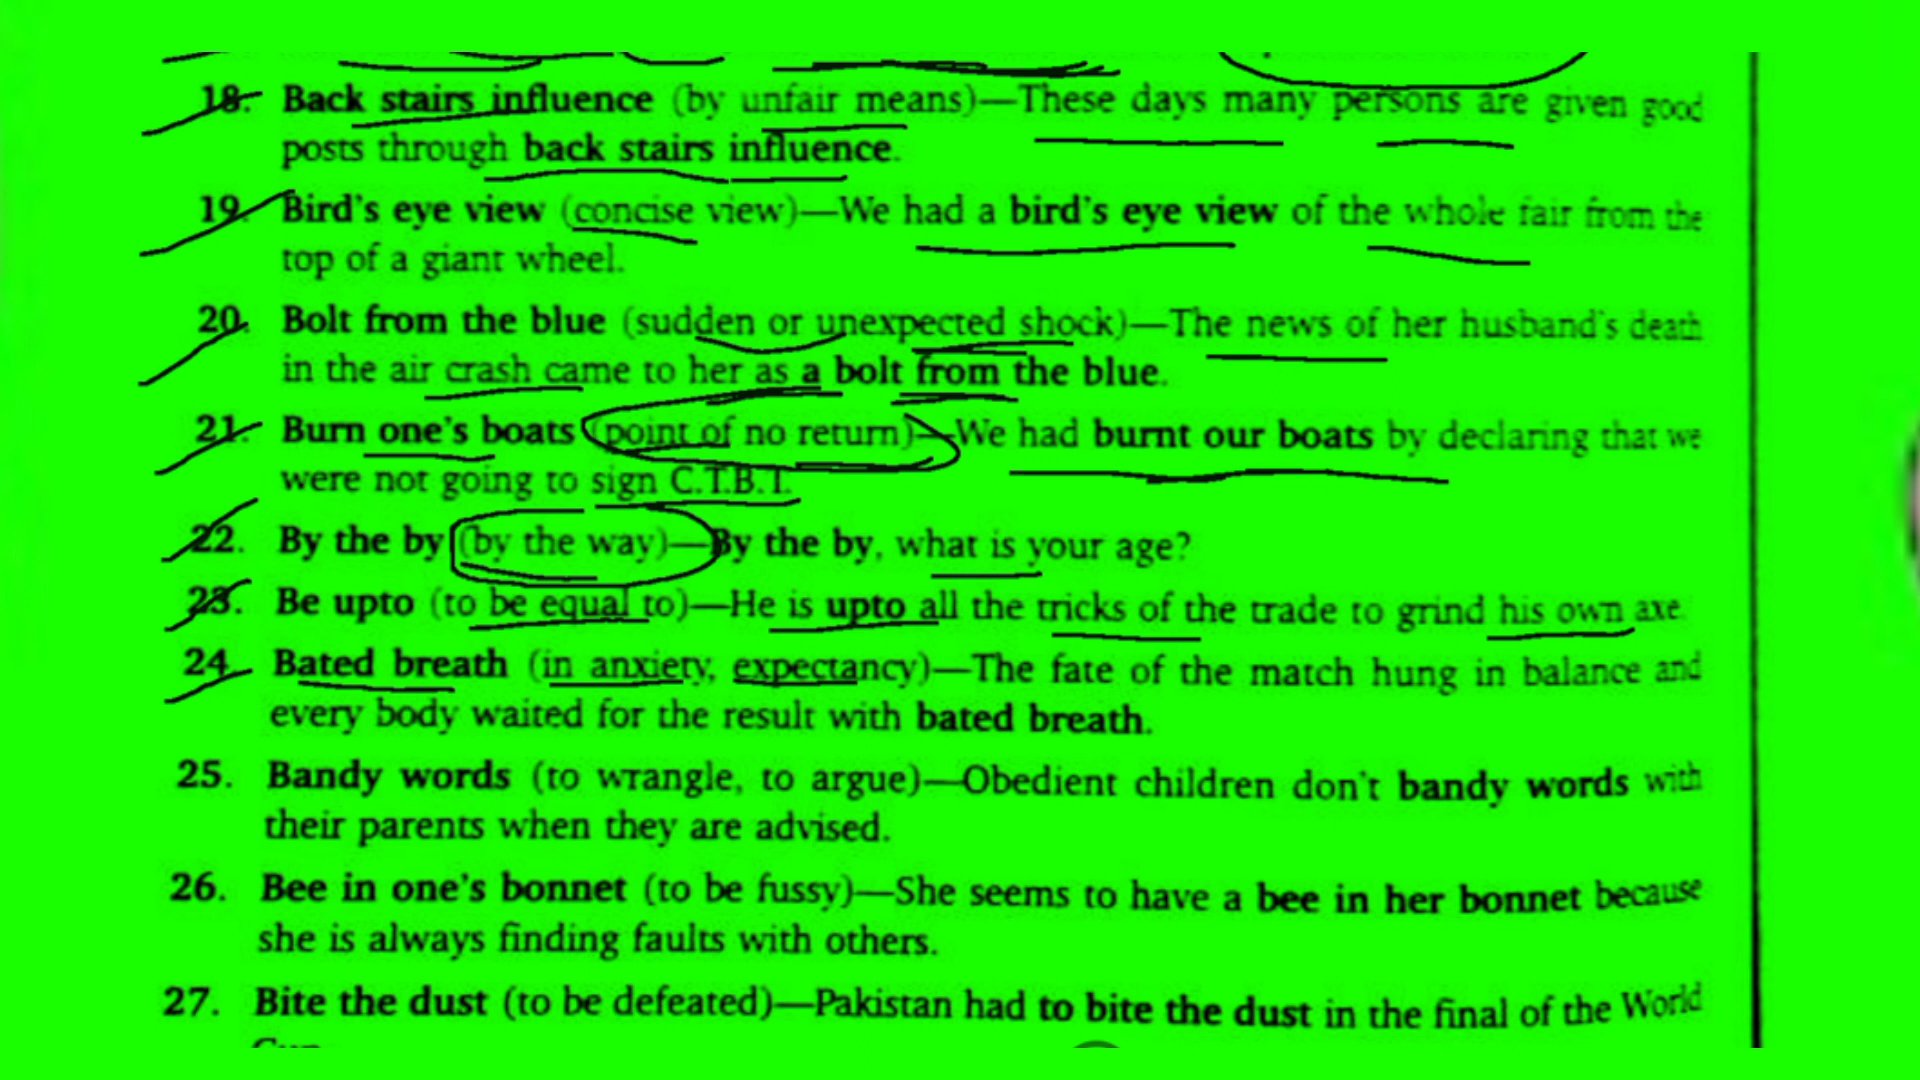 18. Back stairs influence (by unfair means)—These days many persons are given good
posts through back stairs influence.
19. Bird's eye view (concise view)—We had a bird's eye view of the whole fair from the
top of a giant wheel.
20. Bolt from the blue (sudden or unexpected shock)—The news of her husband's death
in the air crash came to her as a bolt from the blue.
21. Burn one's boats (point of no return)—We had burnt our boats by declaring that we
were not going to sign C.T.B.T.
22. By the by (by the way)—By the by, what is your age?
23. Be upto (to be equal to)—He is upto all the tricks of the trade to grind his own axe.
24. Bated breath (in anxiety, expectancy)—The fate of the match hung in balance and
every body waited for the result with bated breath.
25. Bandy words (to wrangle, to argue)—Obedient children don't bandy words with
their parents when they are advised.
26. Bee in one's bonnet (to be fussy)—She seems to have a bee in her bonnet because
she is always finding faults with others.
27. Bite the dust (to be defeated)—Pakistan had to bite the dust in the final of the World